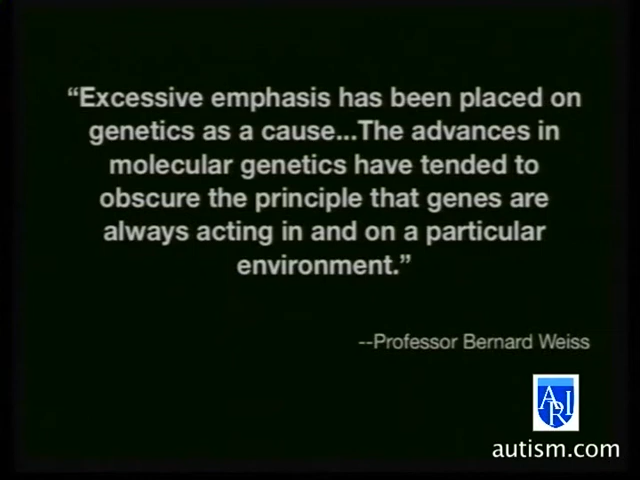 “Excessive emphasis has been placed on
genetics as a cause...The advances in
molecular genetics have tended to
obscure the principle that genes are
always acting in and on a particular
environment.”
--Professor Bernard Weiss
ARI
autism.com